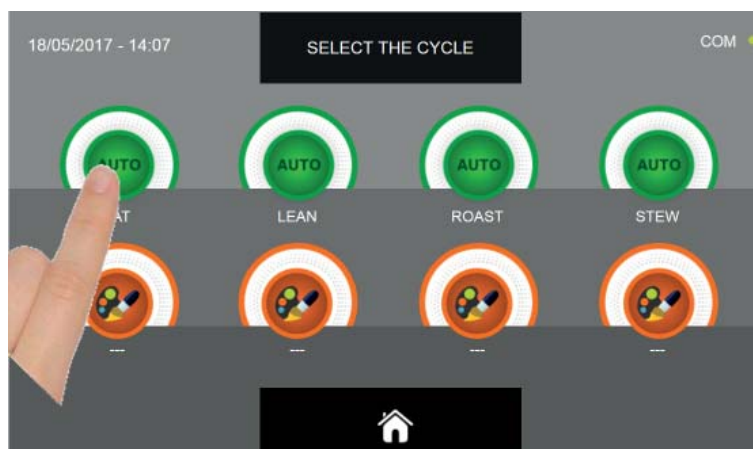 18/05/2017 - 14:07
SELECT THE CYCLE
COM
AUTO AUTO AUTO AUTO
LEAN ROAST STEW
--- --- --- ---